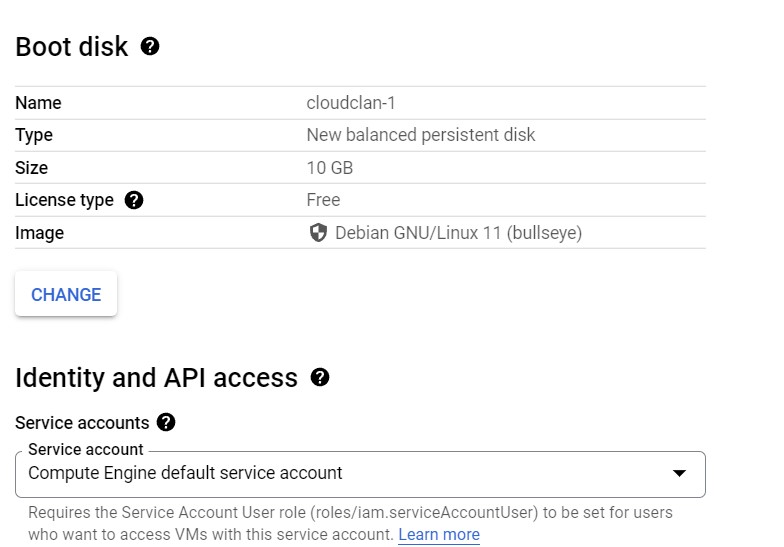 Boot disk
Name cloudclan-1
Type New balanced persistent disk
Size 10 GB
License type Free
Image Debian GNU/Linux 11 (bullseye)
CHANGE
Identity and API access
Service accounts
Service account
Compute Engine default service account
Requires the Service Account User role (roles/iam.serviceAccountUser) to be set for users
who want to access VMs with this service account. Learn more